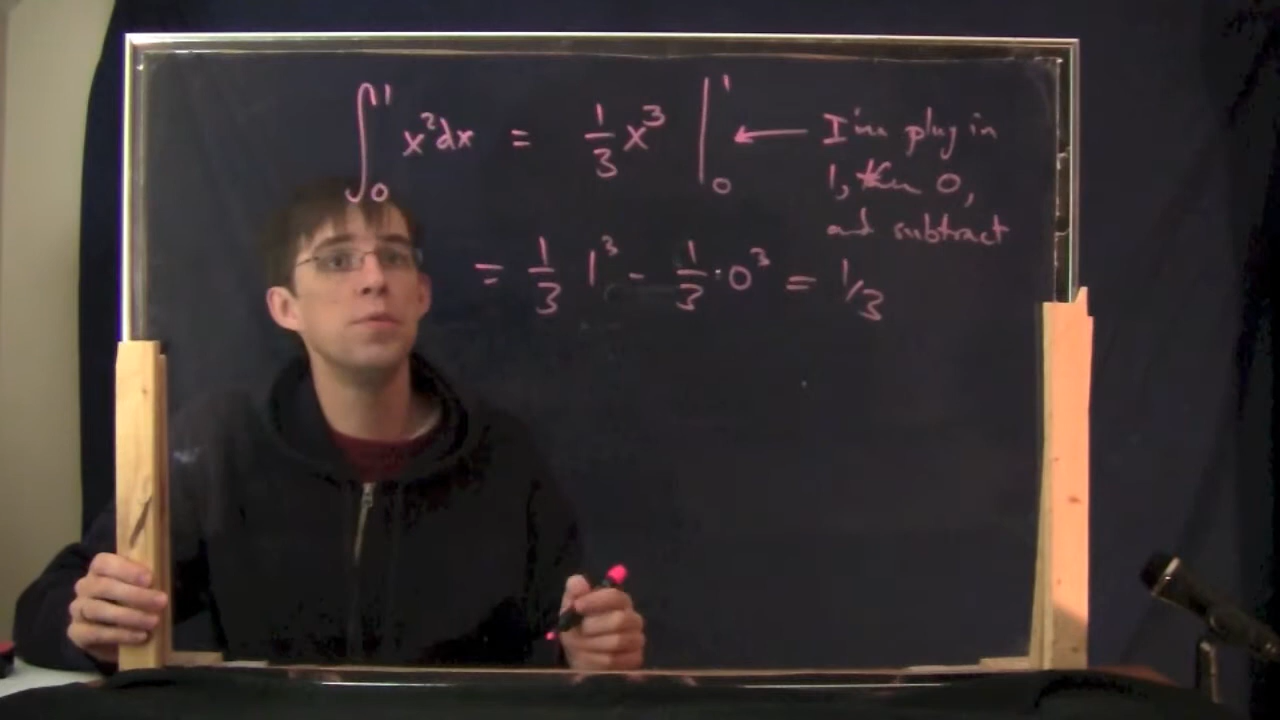 ∫₀¹ x²dx = 1/3 x³ |₀¹ ← I'm plug in
1, then 0,
and subtract
= 1/3 1³ - 1/3 · 0³ = 1/3